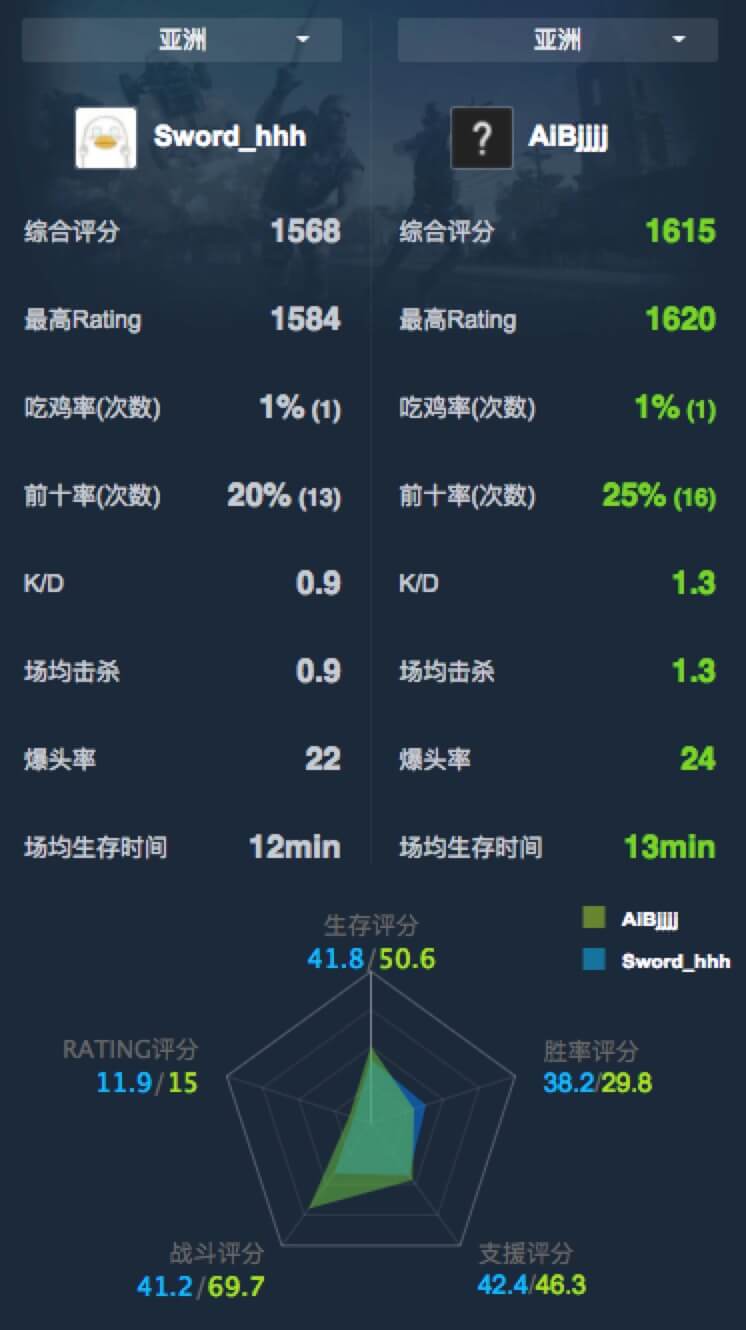 亚洲 亚洲
Sword_hhh ? AiBjjjj
综合评分 1568 综合评分 1615
最高Rating 1584 最高Rating 1620
吃鸡率(次数) 1% (1) 吃鸡率(次数) 1% (1)
前十率(次数) 20% (13) 前十率(次数) 25% (16)
K/D 0.9 K/D 1.3
场均击杀 0.9 场均击杀 1.3
爆头率 22 爆头率 24
场均生存时间 12min 场均生存时间 13min
生存评分
41.8/50.6
AiBjjjj
Sword_hhh
RATING评分
11.9/15
胜率评分
38.2/29.8
战斗评分
41.2/69.7
支援评分
42.4/46.3